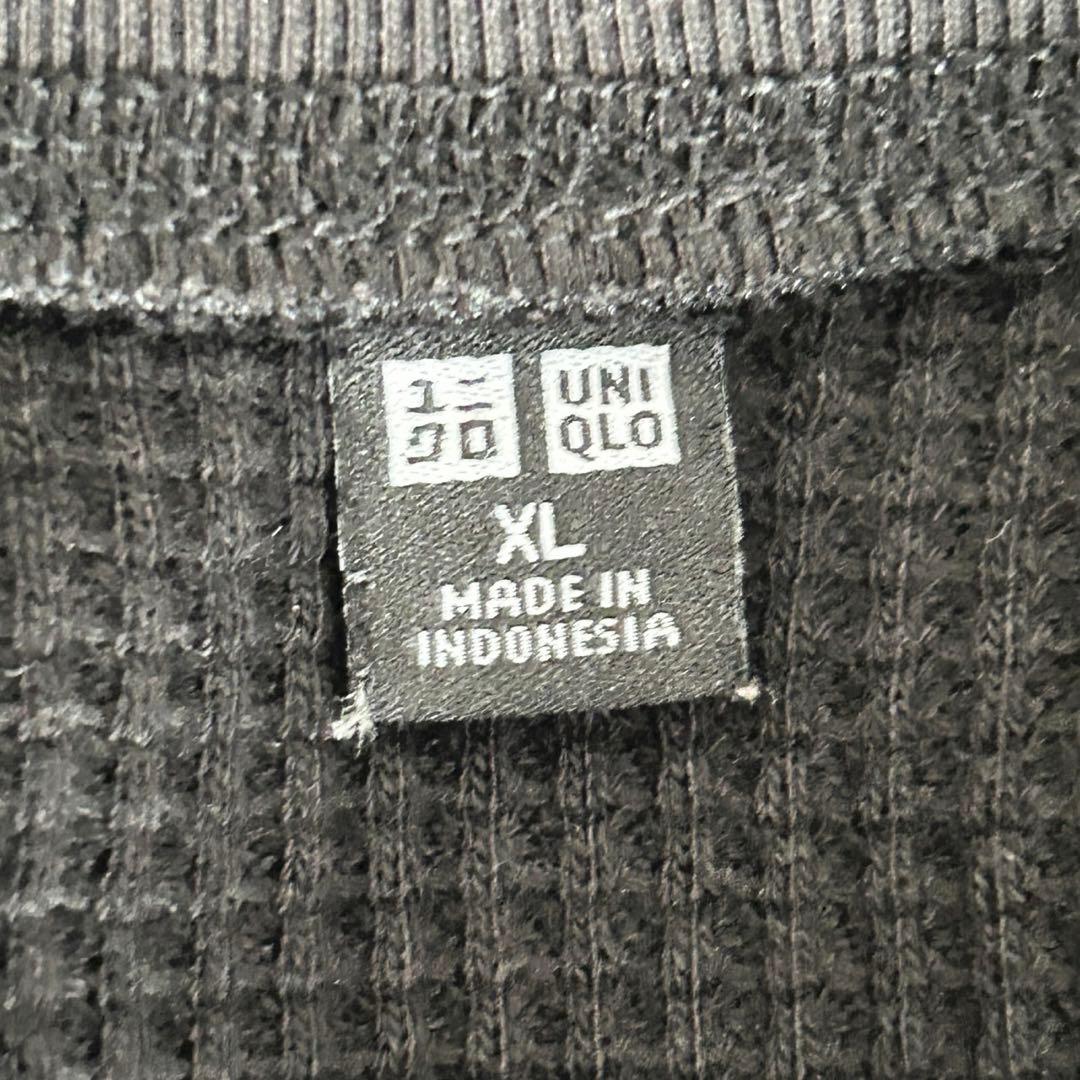 ユニ
クロ
UNI
QLO
XL
MADE IN
INDONESIA